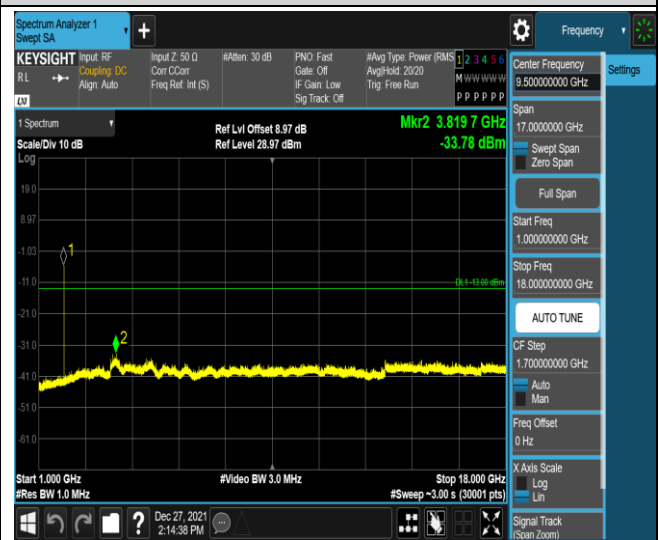 Spectrum Analyzer 1
Swept SA
+
Frequency
KEYSIGHT
RL
LXI
Input: RF
Coupling: DC
Align: Auto
Input Z: 50 Ω
Corr CCorr
Freq Ref: Int (S)
#Atten: 30 dB
PNO: Fast
Gate: Off
IF Gain: Low
Sig Track: Off
#Avg Type: Power (RMS
Avg|Hold: 20/20
Trig: Free Run
1 2 3 4 5 6
M W W W W W
P P P P P P
1 Spectrum
Scale/Div 10 dB
Log
Ref Lvl Offset 8.97 dB
Ref Level 28.97 dBm
Mkr2 3.819 7 GHz
-33.78 dBm
19.0
8.97
-1.03
-11.0
-21.0
-31.0
-41.0
-51.0
-61.0
1
2
DL1 -13.00 dBm
Start 1.000 GHz
#Res BW 1.0 MHz
#Video BW 3.0 MHz
Stop 18.000 GHz
#Sweep ~3.00 s (30001 pts)
Dec 27, 2021
2:14:38 PM
Center Frequency
9.500000000 GHz
Span
17.0000000 GHz
Swept Span
Zero Span
Full Span
Start Freq
1.000000000 GHz
Stop Freq
18.000000000 GHz
AUTO TUNE
CF Step
1.700000000 GHz
Auto
Man
Freq Offset
0 Hz
X Axis Scale
Log
Lin
Signal Track
(Span Zoom)
Settings